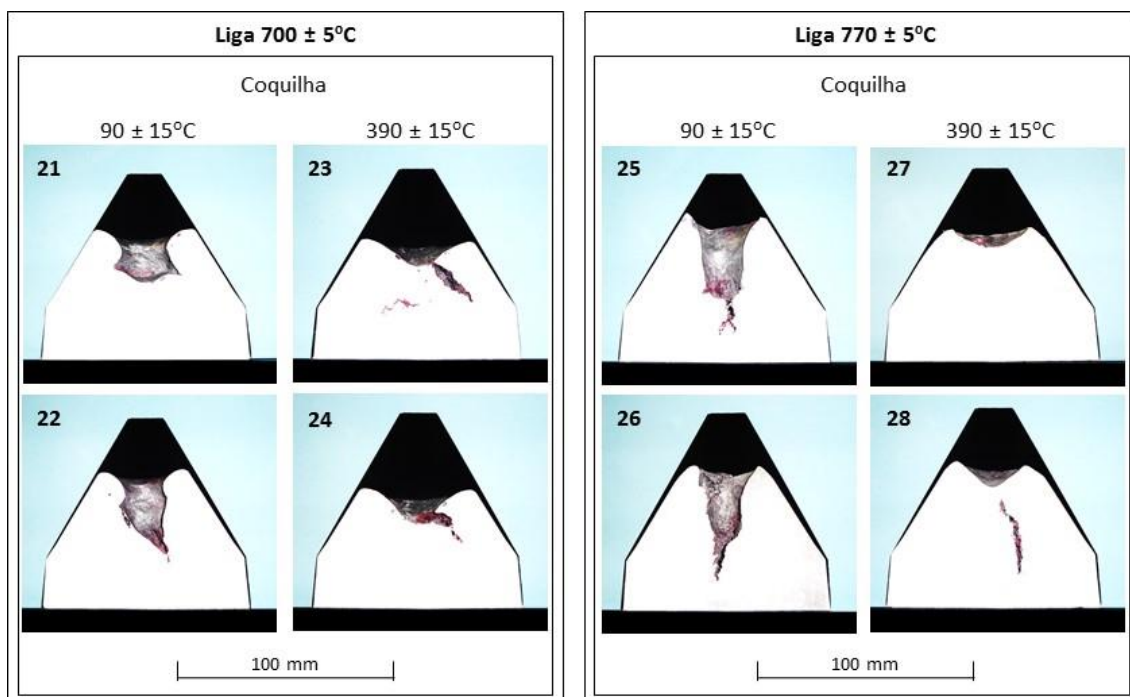 Liga 700 ± 5ºC
Coquilha
90 ± 15ºC
390 ± 15ºC
21
23
22
24
100 mm
Liga 770 ± 5ºC
Coquilha
90 ± 15ºC
390 ± 15ºC
25
27
26
28
100 mm